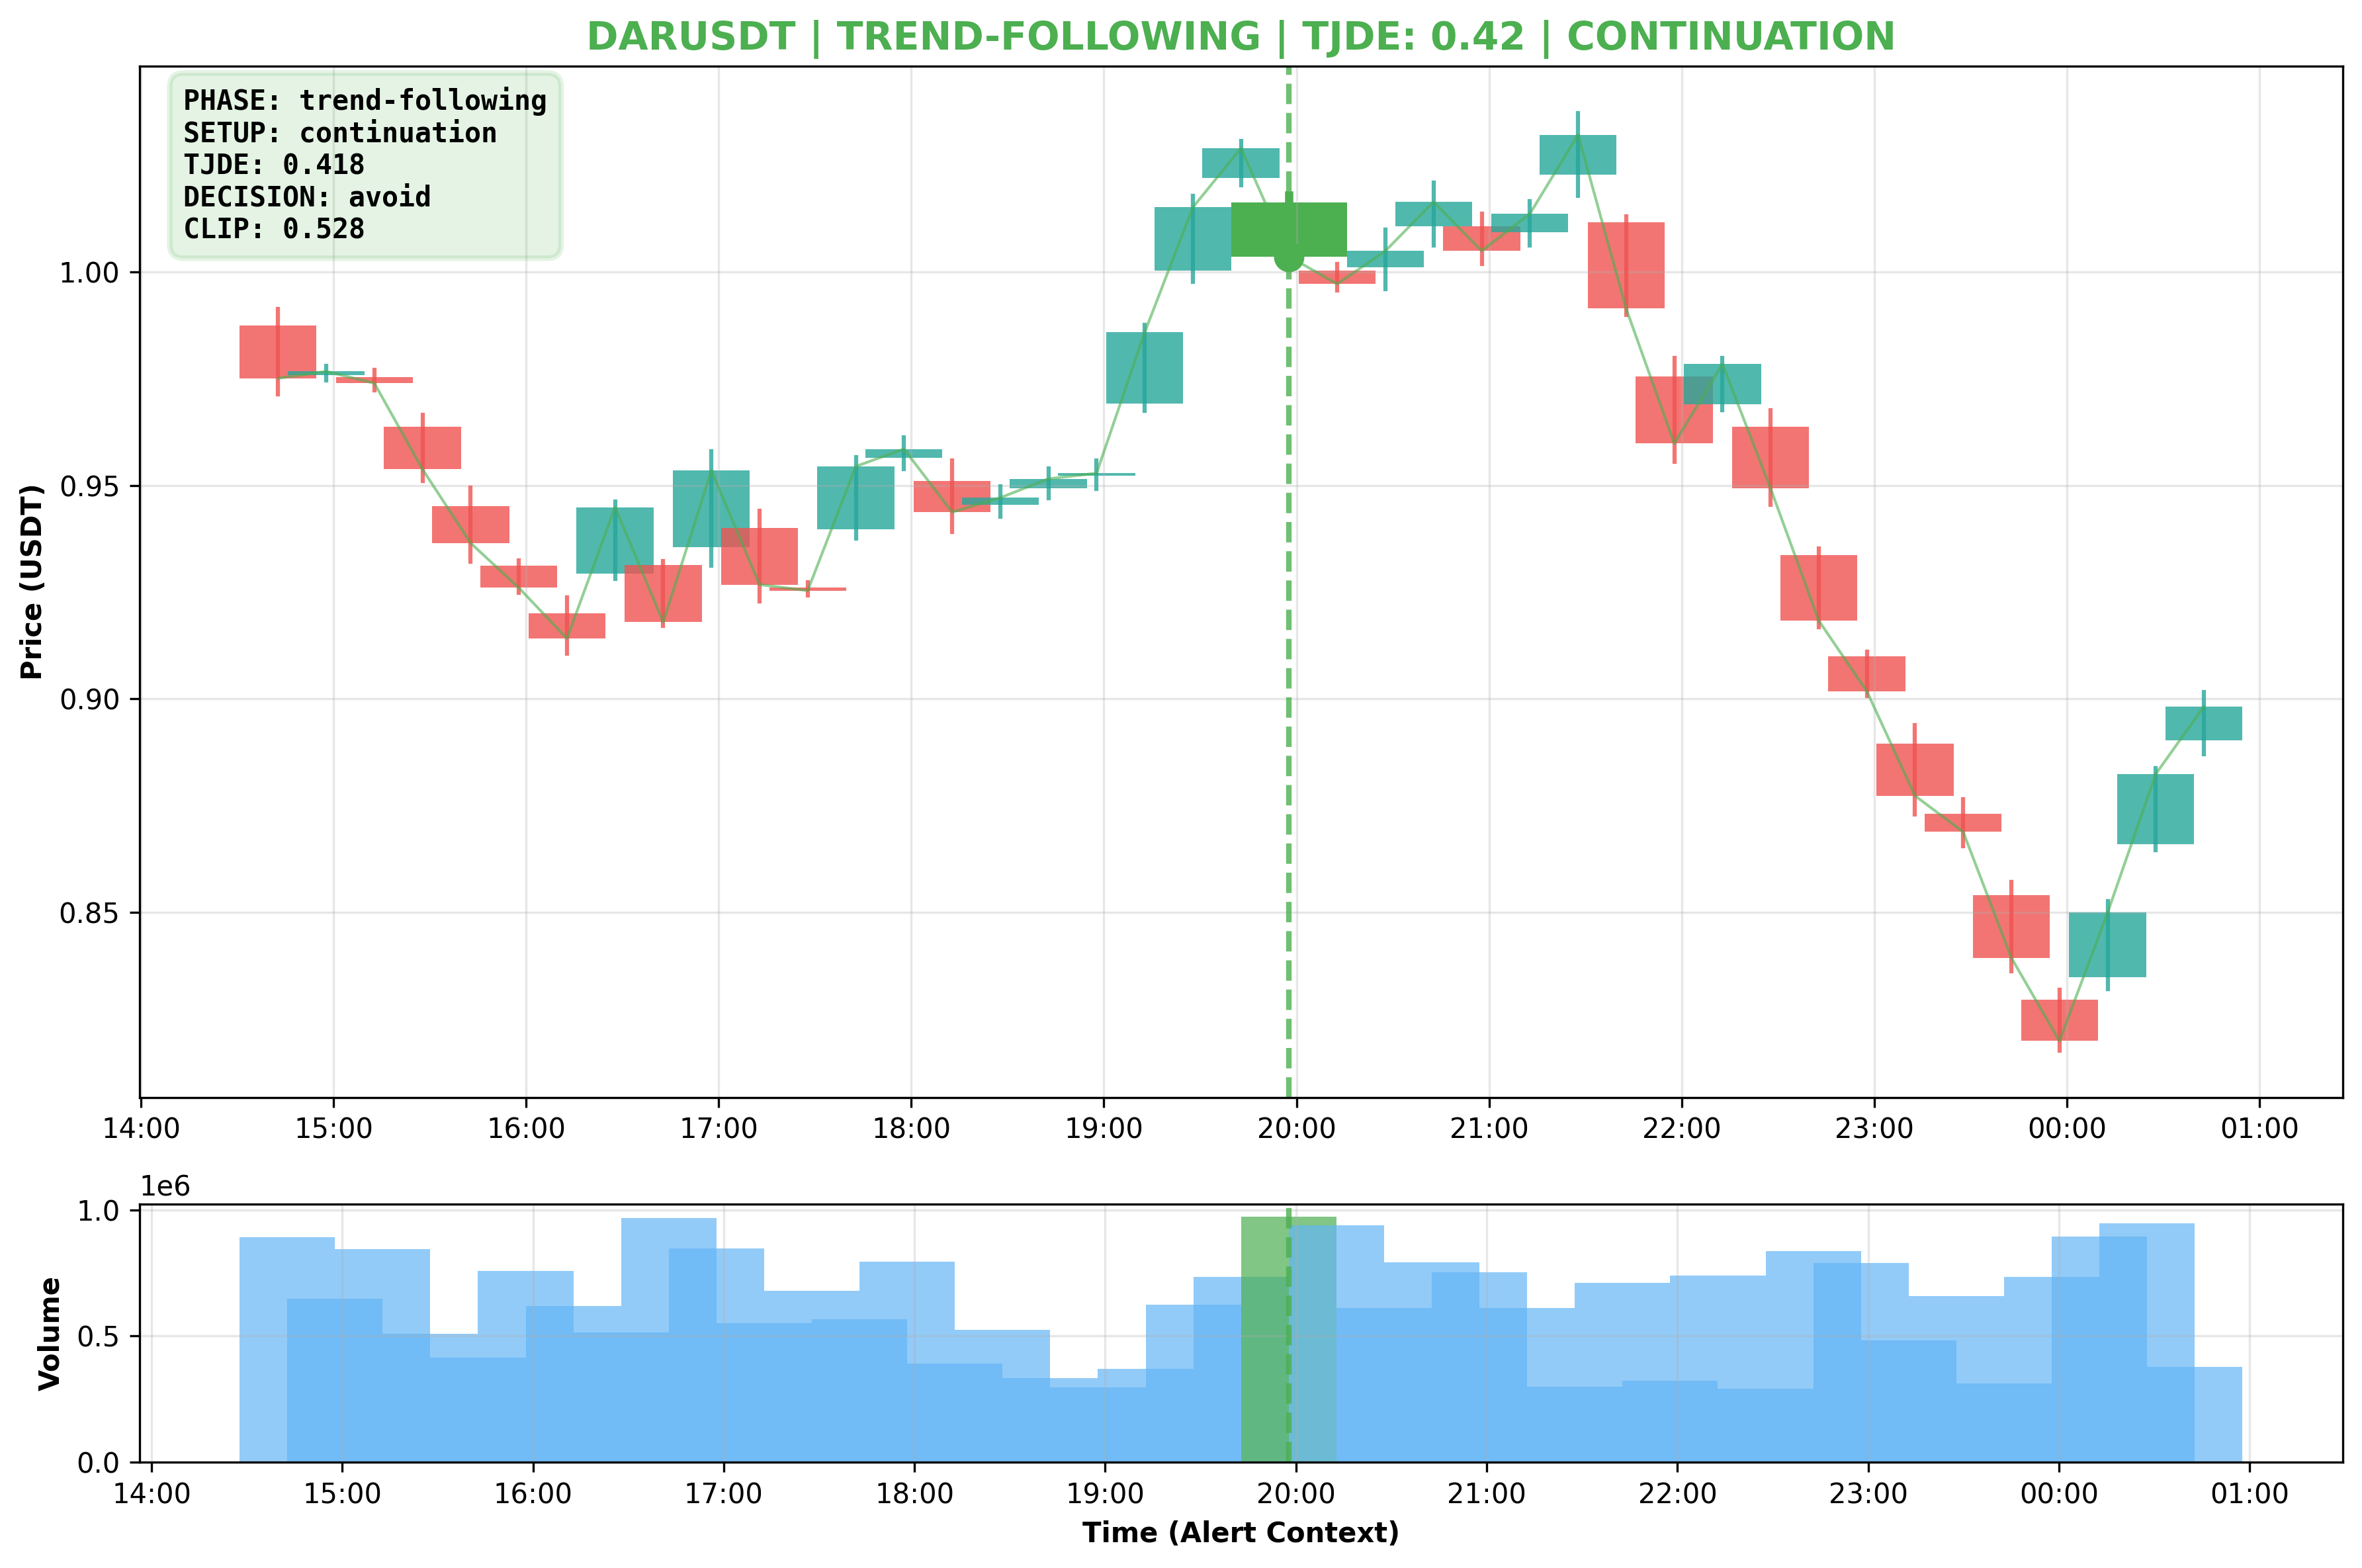 DARUSDT | TREND-FOLLOWING | TJDE: 0.42 | CONTINUATION
PHASE: trend-following
SETUP: continuation
TJDE: 0.418
DECISION: avoid
CLIP: 0.528
Price (USDT)
1.00
0.95
0.90
0.85
14:00 15:00 16:00 17:00 18:00 19:00 20:00 21:00 22:00 23:00 00:00 01:00
1e6
Volume
1.0
0.5
0.0
14:00 15:00 16:00 17:00 18:00 19:00 20:00 21:00 22:00 23:00 00:00 01:00
Time (Alert Context)